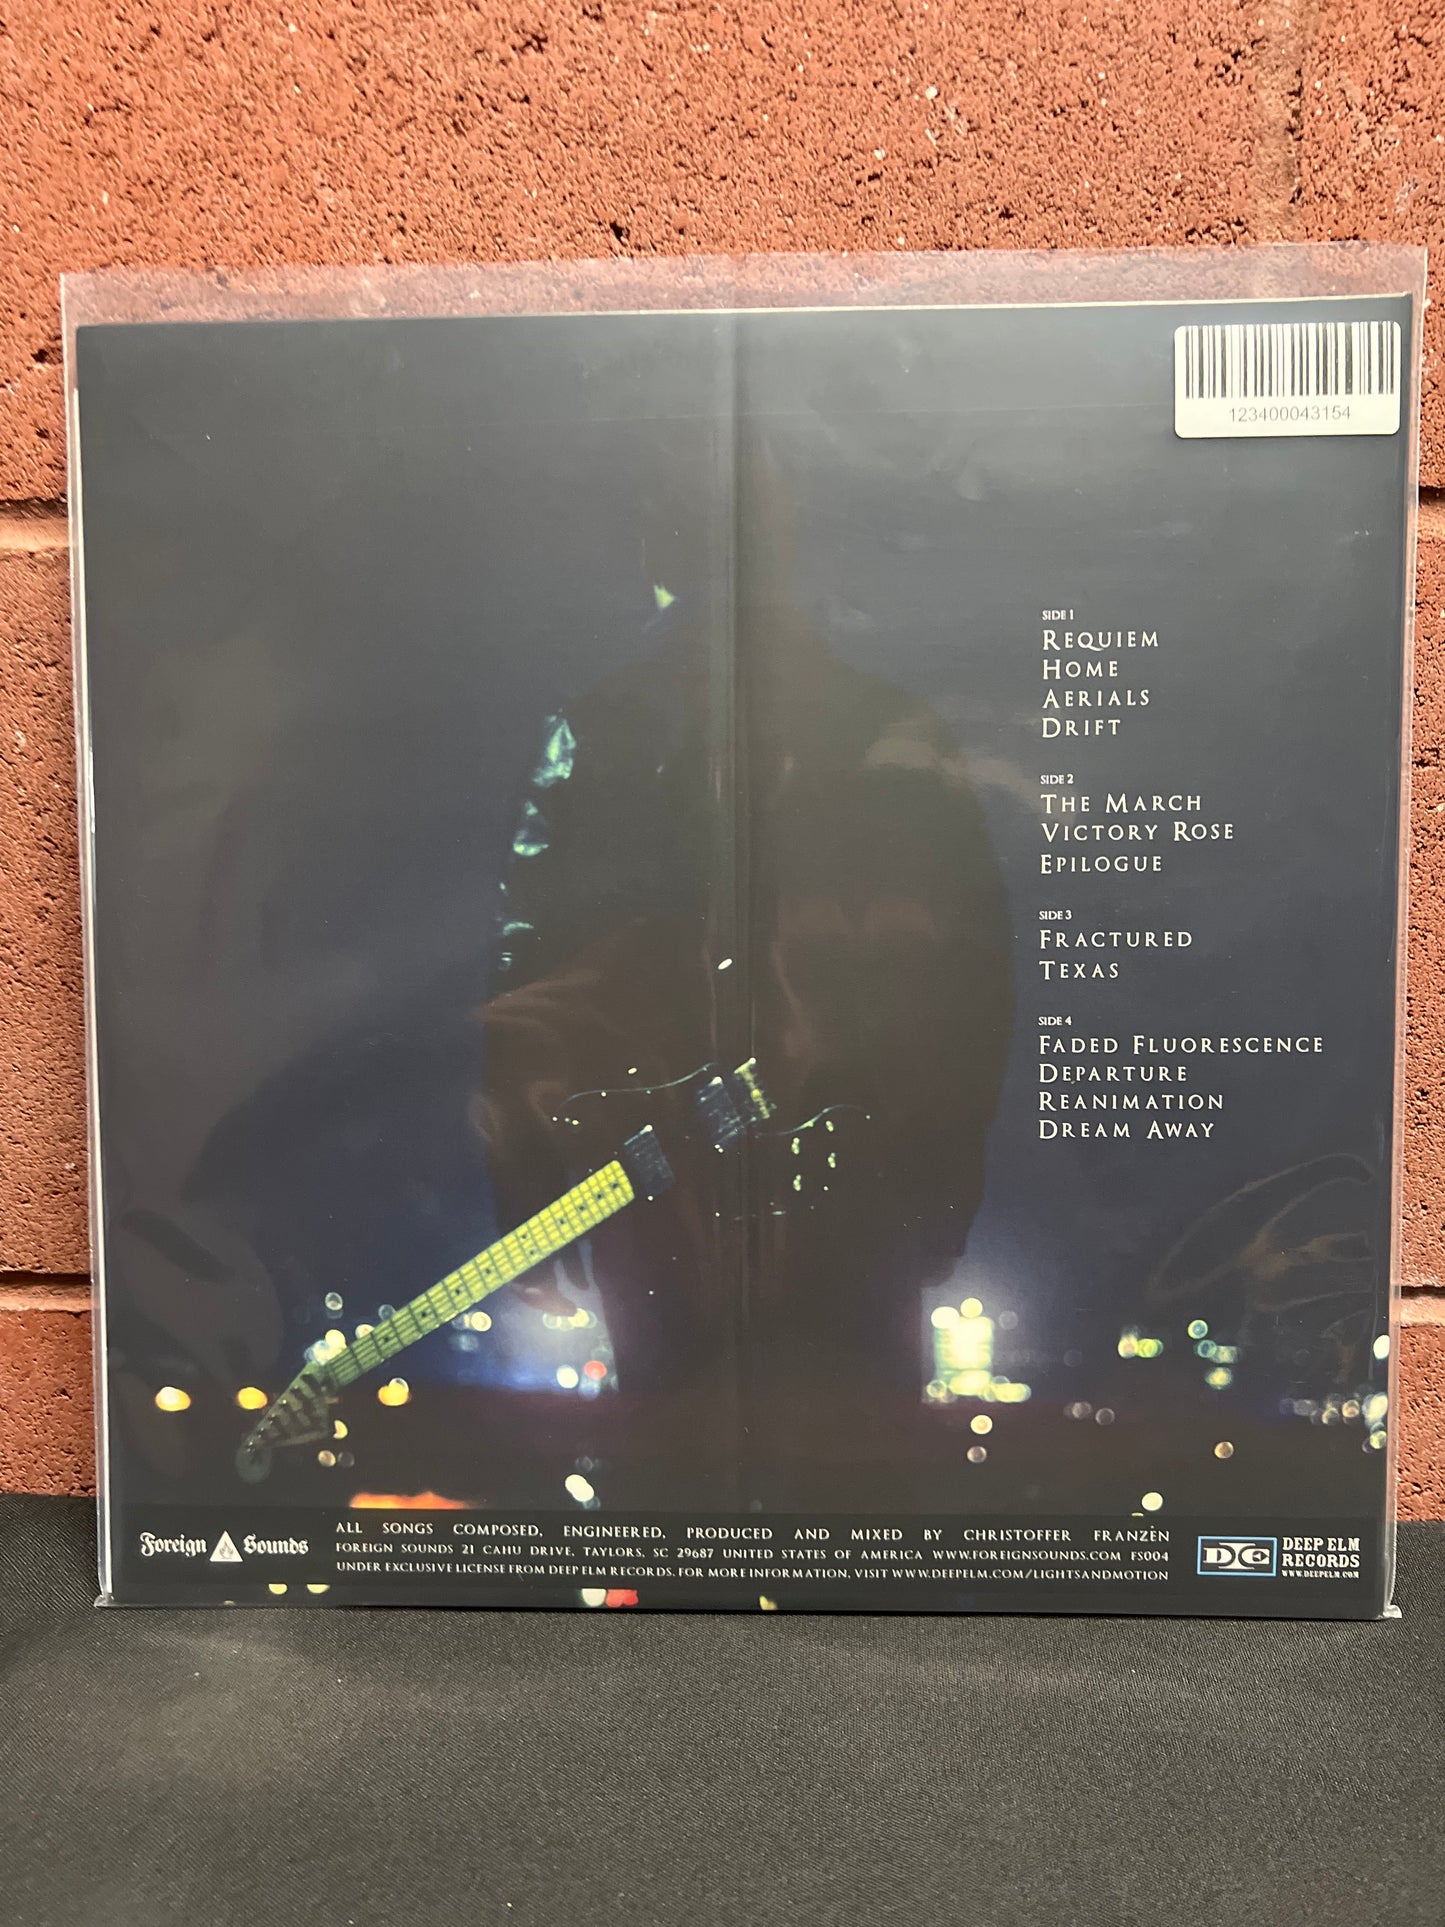 123400043154
SIDE 1
REQUIEM
HOME
AERIALS
DRIFT
SIDE 2
THE MARCH
VICTORY ROSE
EPILOGUE
SIDE 3
FRACTURED
TEXAS
SIDE 4
FADED FLUORESCENCE
DEPARTURE
REANIMATION
DREAM AWAY
Foreign Sounds
ALL SONGS COMPOSED, ENGINEERED, PRODUCED AND MIXED BY CHRISTOFFER FRANZÈN
FOREIGN SOUNDS 21 CAHU DRIVE, TAYLORS, SC 29687 UNITED STATES OF AMERICA WWW.FOREIGNSOUNDS.COM FS004
UNDER EXCLUSIVE LICENSE FROM DEEP ELM RECORDS. FOR MORE INFORMATION, VISIT WWW.DEEPELM.COM/LIGHTSANDMOTION
DE
DEEP ELM
RECORDS
WWW.DEEPELM.COM